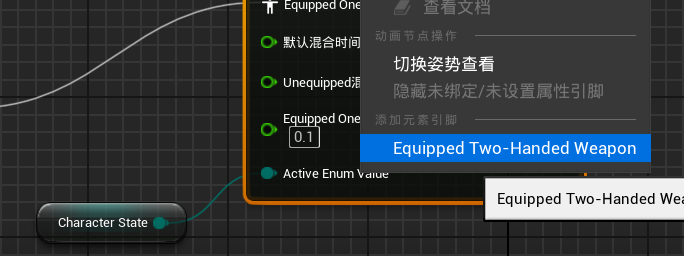 Equipped One
查看文档
动画节点操作
默认混合时间
切换姿势查看
Unequipped混
隐藏未绑定/未设置属性引脚
添加元素引脚
Equipped One
0.1
Equipped Two-Handed Weapon
Active Enum Value
Equipped Two-Handed Wea
Character State